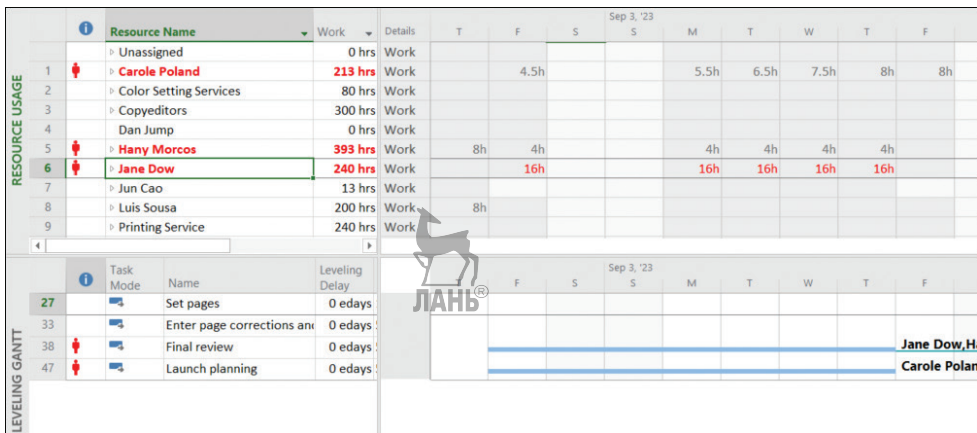 Sep 3, '23
Resource Name Work Details T F S S M T W T F
Unassigned 0 hrs Work
1 Carole Poland 213 hrs Work 4.5h 5.5h 6.5h 7.5h 8h 8h
2 Color Setting Services 80 hrs Work
3 Copyeditors 300 hrs Work
4 Dan Jump 0 hrs Work
5 Hany Morcos 393 hrs Work 8h 4h 4h 4h 4h 4h
6 Jane Dow 240 hrs Work 16h 16h 16h 16h 16h
7 Jun Cao 13 hrs Work
8 Luis Sousa 200 hrs Work 8h
9 Printing Service 240 hrs Work
RESOURCE USAGE
Sep 3, '23
Task Mode Name Leveling Delay T F S S M T W T F
27 Set pages 0 edays
33 Enter page corrections and 0 edays
38 Final review 0 edays Jane Dow,Ha
47 Launch planning 0 edays Carole Polan
LEVELING GANTT
ЛАНЬ®